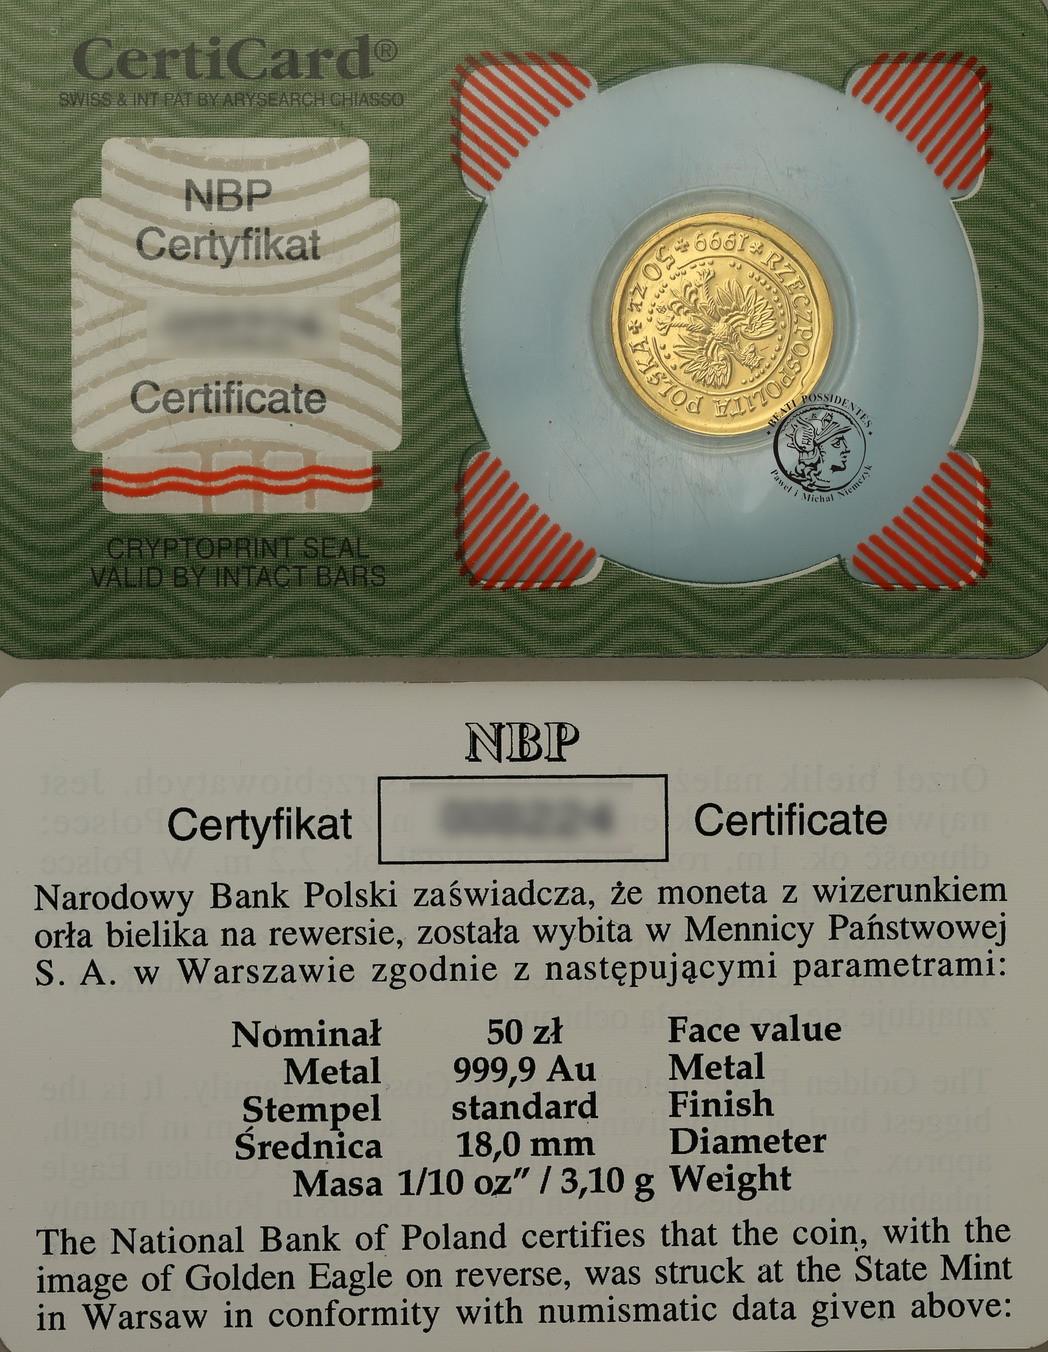 CertiCard®
SWISS & INT PAT BY ARYSEARCH CHIASSO
NBP
Certyfikat
Certificate
CRYPTOPRINT SEAL
VALID BY INTACT BARS
RZECZPOSPOLITA POLSKA 50 ZŁ 1999
BEATI POSSIDENTES
Paweł i Michał Niemczyk
NBP
Certyfikat Certificate
Narodowy Bank Polski zaświadcza, że moneta z wizerunkiem
orła bielika na rewersie, została wybita w Mennicy Państwowej
S. A. w Warszawie zgodnie z następującymi parametrami:
Nominał 50 zł Face value
Metal 999,9 Au Metal
Stempel standard Finish
Średnica 18,0 mm Diameter
Masa 1/10 oz” / 3,10 g Weight
The National Bank of Poland certifies that the coin, with the
image of Golden Eagle on reverse, was struck at the State Mint
in Warsaw in conformity with numismatic data given above: